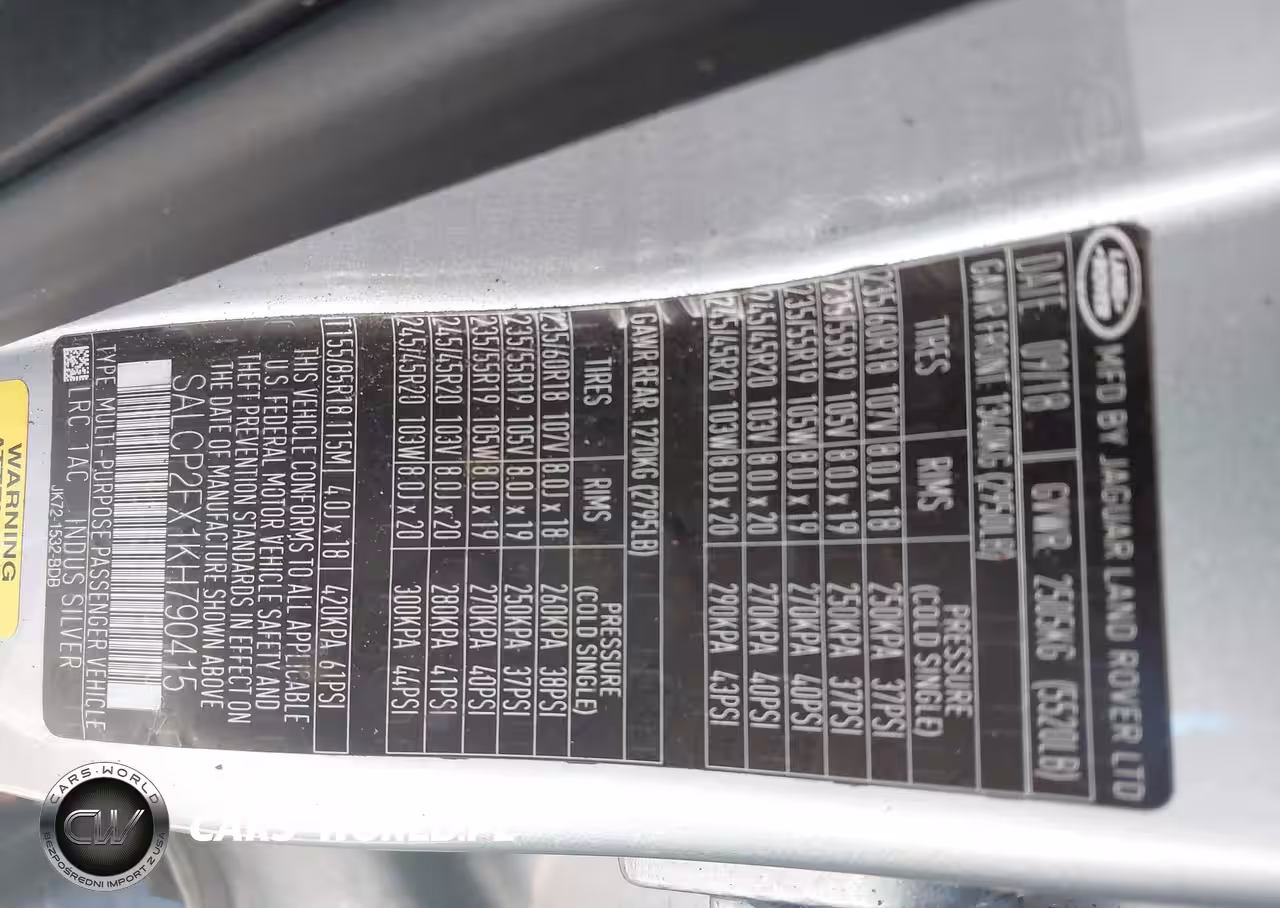 LAND ROVER
MFD BY JAGUAR LAND ROVER LTD
DATE 09/18 GVWR: 2505KG (5520LB)
GAWR FRONT: 1340KG (2950LB)
TIRES RIMS PRESSURE (COLD SINGLE)
235/60R18 107V 8.0J x 18 250KPA 37PSI
235/55R19 105V 8.0J x 19 250KPA 37PSI
235/55R19 105W 8.0J x 19 270KPA 40PSI
245/45R20 103V 8.0J x 20 270KPA 40PSI
245/45R20 103W 8.0J x 20 290KPA 43PSI
GAWR REAR: 1270KG (2795LB)
TIRES RIMS PRESSURE (COLD SINGLE)
235/60R18 107V 8.0J x 18 260KPA 38PSI
235/55R19 105V 8.0J x 19 250KPA 37PSI
235/55R19 105W 8.0J x 19 270KPA 40PSI
245/45R20 103V 8.0J x 20 280KPA 41PSI
245/45R20 103W 8.0J x 20 300KPA 44PSI
T155/85R18 115M 4.0J x 18 420KPA 61PSI
THIS VEHICLE CONFORMS TO ALL APPLICABLE
U.S FEDERAL MOTOR VEHICLE SAFETY AND
THEFT PREVENTION STANDARDS IN EFFECT ON
THE DATE OF MANUFACTURE SHOWN ABOVE
SALCP2FX1KH790415
TYPE: MULTI-PURPOSE PASSENGER VEHICLE
LRC 1AC INDUS SILVER
JK72-1532-BDB
WARNING
CARS-WORLD
CW
BEZPOŚREDNI IMPORT Z USA